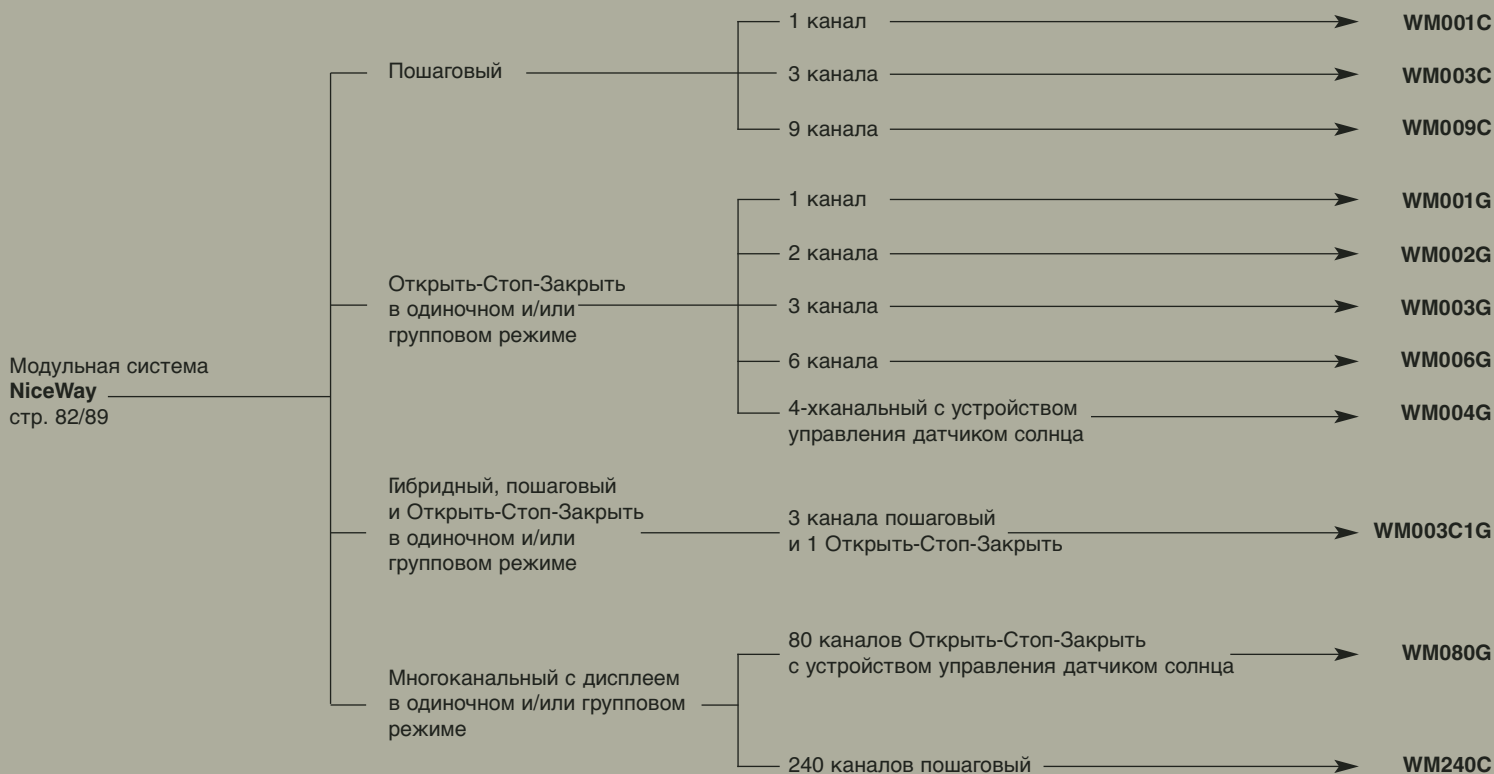 Модульная система
NiceWay
стр. 82/89
Пошаговый
1 канал
WM001C
3 канала
WM003C
9 канала
WM009C
Открыть-Стоп-Закрыть
в одиночном и/или
групповом режиме
1 канал
WM001G
2 канала
WM002G
3 канала
WM003G
6 канала
WM006G
4-хканальный с устройством
управления датчиком солнца
WM004G
Гибридный, пошаговый
и Открыть-Стоп-Закрыть
в одиночном и/или
групповом режиме
3 канала пошаговый
и 1 Открыть-Стоп-Закрыть
WM003C1G
Многоканальный с дисплеем
в одиночном и/или групповом
режиме
80 каналов Открыть-Стоп-Закрыть
с устройством управления датчиком солнца
WM080G
240 каналов пошаговый
WM240C